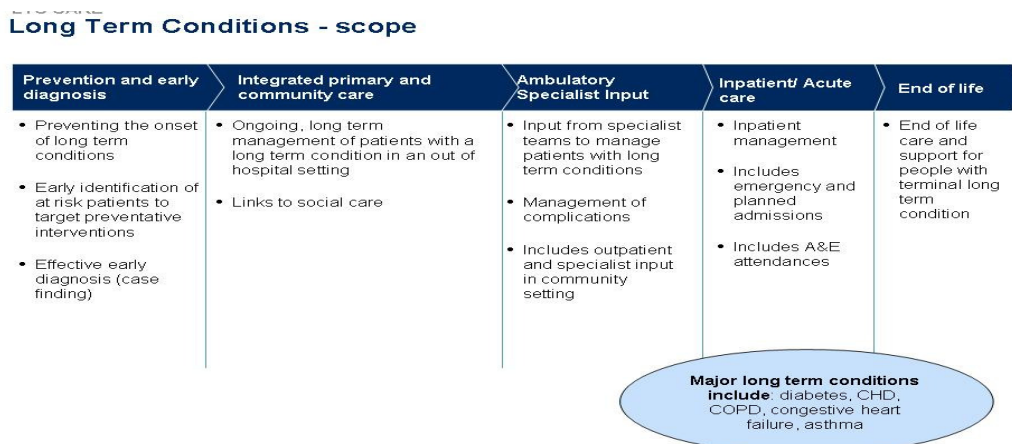 Long Term Conditions - scope
Prevention and early
diagnosis
• Preventing the onset
of long term
conditions
• Early identification of
at risk patients to
target preventative
interventions
• Effective early
diagnosis (case
finding)
Integrated primary and
community care
• Ongoing, long term
management of patients with a
long term condition in an out of
hospital setting
• Links to social care
Ambulatory
Specialist Input
• Input from specialist
teams to manage
patients with long
term conditions
• Management of
complications
• Includes outpatient
and specialist input
in community
setting
Inpatient/ Acute
care
• Inpatient
management
• Includes
emergency and
planned
admissions
• Includes A&E
attendances
End of life
• End of life
care and
support for
people with
terminal long
term
condition
Major long term conditions
include: diabetes, CHD,
COPD, congestive heart
failure, asthma